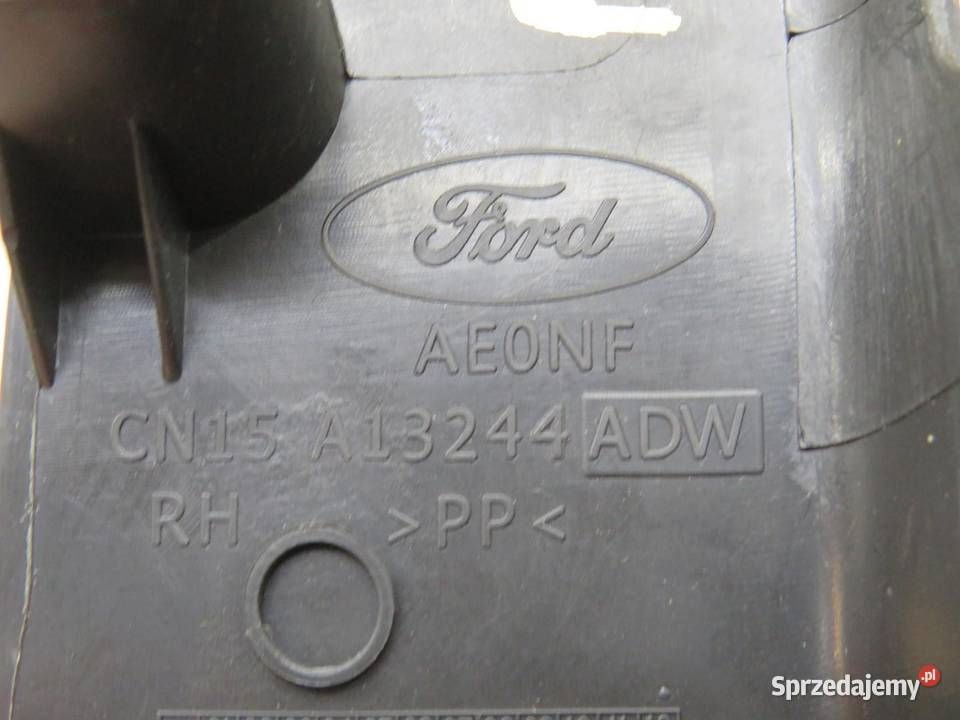 Ford
AE0NF
CN15 A13244 ADW
RH >PP<
Sprzedajemy.pl